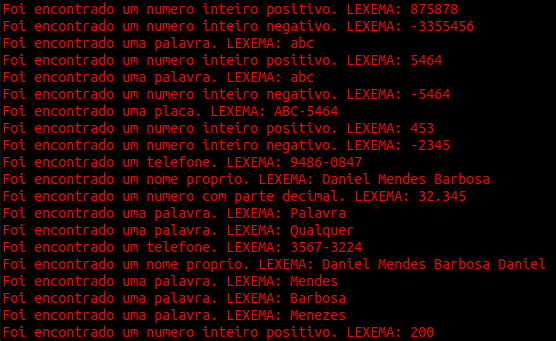 Foi encontrado um numero inteiro positivo. LEXEMA: 875878
Foi encontrado um numero inteiro negativo. LEXEMA: -3355456
Foi encontrado uma palavra. LEXEMA: abc
Foi encontrado um numero inteiro positivo. LEXEMA: 5464
Foi encontrado uma palavra. LEXEMA: abc
Foi encontrado um numero inteiro negativo. LEXEMA: -5464
Foi encontrado uma placa. LEXEMA: ABC-5464
Foi encontrado um numero inteiro positivo. LEXEMA: 453
Foi encontrado um numero inteiro negativo. LEXEMA: -2345
Foi encontrado um telefone. LEXEMA: 9486-0847
Foi encontrado um nome proprio. LEXEMA: Daniel Mendes Barbosa
Foi encontrado um numero com parte decimal. LEXEMA: 32.345
Foi encontrado uma palavra. LEXEMA: Palavra
Foi encontrado uma palavra. LEXEMA: Qualquer
Foi encontrado um telefone. LEXEMA: 3567-3224
Foi encontrado um nome proprio. LEXEMA: Daniel Mendes Barbosa Daniel
Foi encontrado uma palavra. LEXEMA: Mendes
Foi encontrado uma palavra. LEXEMA: Barbosa
Foi encontrado uma palavra. LEXEMA: Menezes
Foi encontrado um numero inteiro positivo. LEXEMA: 200